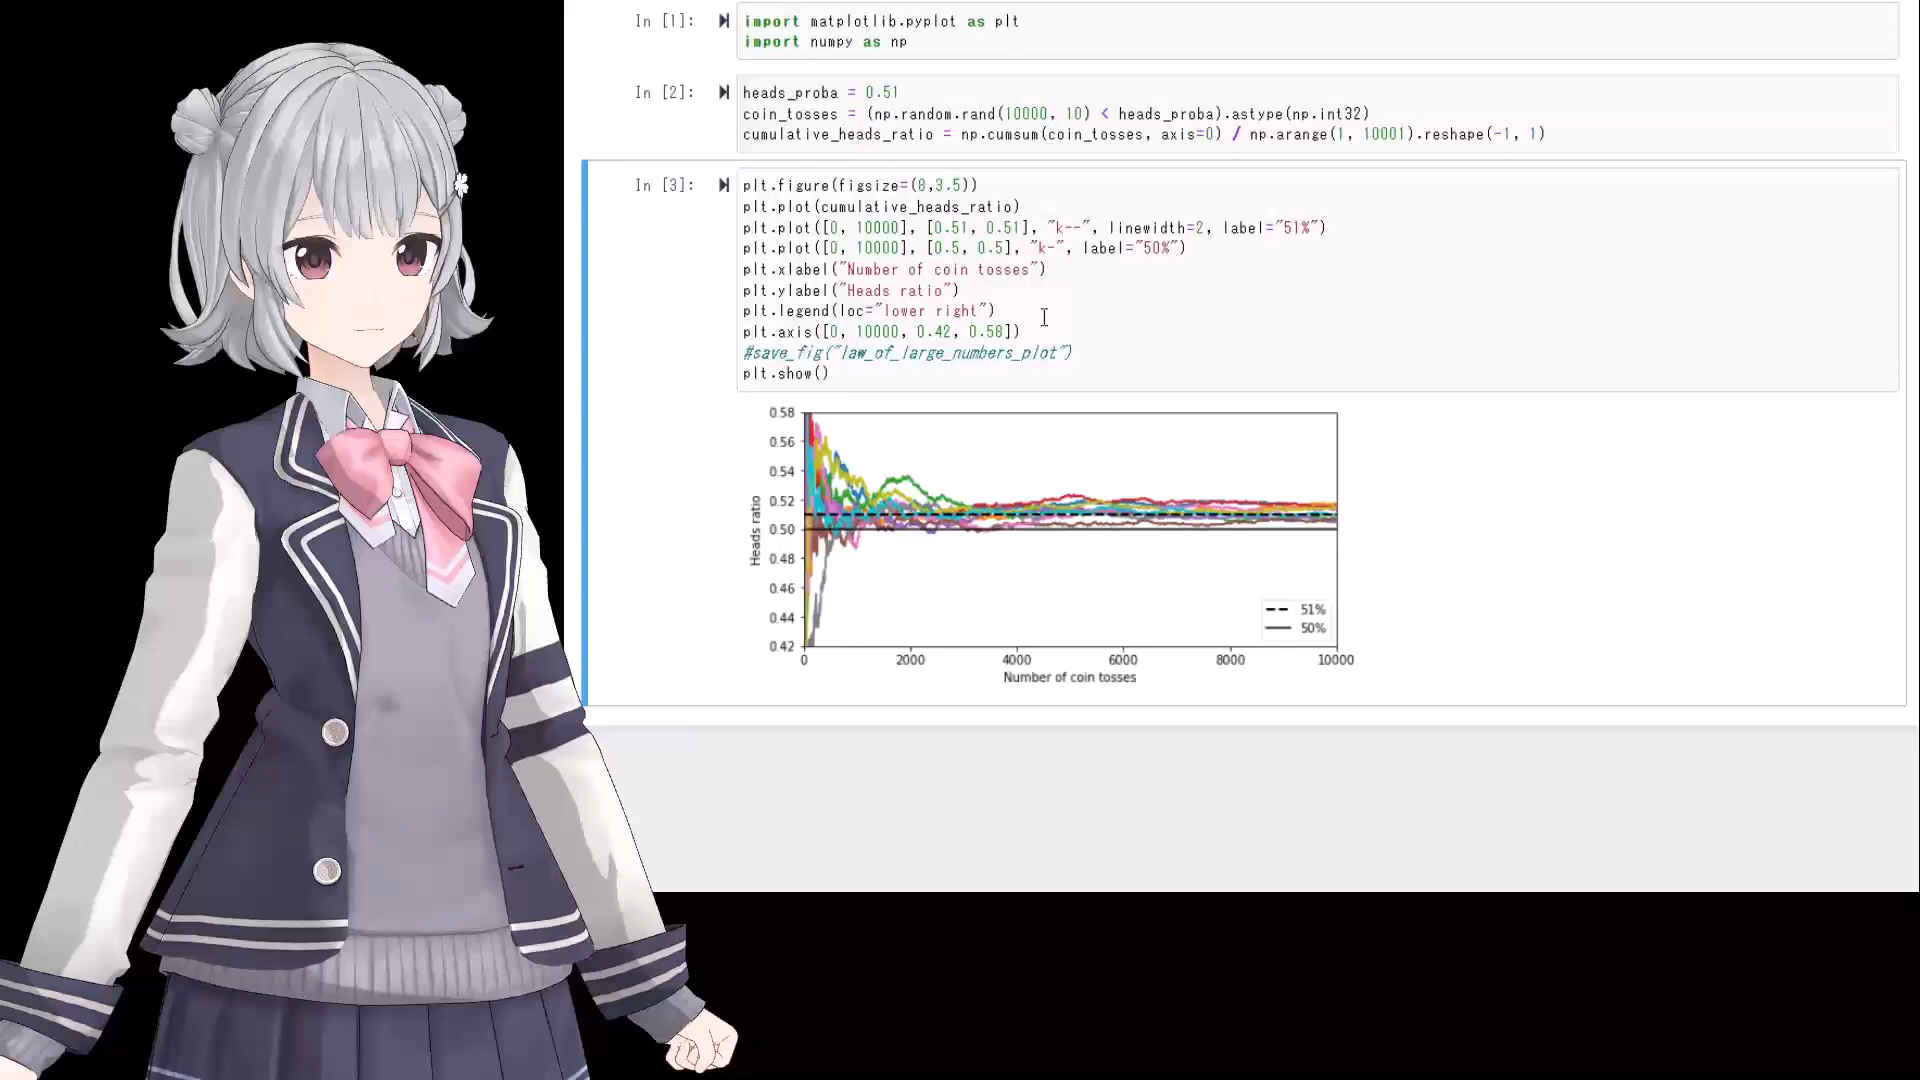 In [1]:
import matplotlib.pyplot as plt
import numpy as np
In [2]:
heads_proba = 0.51
coin_tosses = (np.random.rand(10000, 10) < heads_proba).astype(np.int32)
cumulative_heads_ratio = np.cumsum(coin_tosses, axis=0) / np.arange(1, 10001).reshape(-1, 1)
In [3]:
plt.figure(figsize=(8,3.5))
plt.plot(cumulative_heads_ratio)
plt.plot([0, 10000], [0.51, 0.51], "k--", linewidth=2, label="51%")
plt.plot([0, 10000], [0.5, 0.5], "k-", label="50%")
plt.xlabel("Number of coin tosses")
plt.ylabel("Heads ratio")
plt.legend(loc="lower right")
plt.axis([0, 10000, 0.42, 0.58])
#save_fig("law_of_large_numbers_plot")
plt.show()
0.58
0.56
0.54
0.52
0.50
0.48
0.46
0.44
0.42
Heads ratio
51%
50%
0 2000 4000 6000 8000 10000
Number of coin tosses